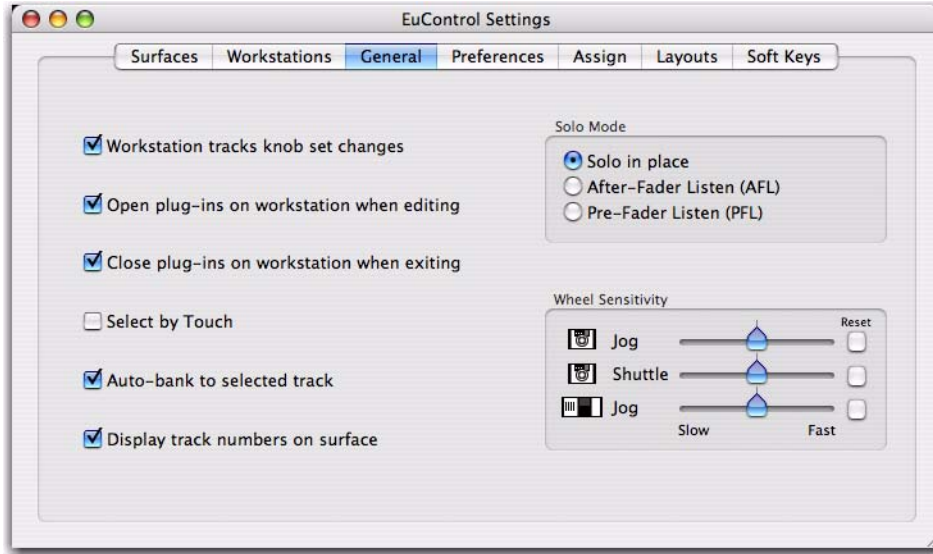 EuControl Settings
Surfaces Workstations General Preferences Assign Layouts Soft Keys
Workstation tracks knob set changes
Open plug-ins on workstation when editing
Close plug-ins on workstation when exiting
Select by Touch
Auto-bank to selected track
Display track numbers on surface
Solo Mode
Solo in place
After-Fader Listen (AFL)
Pre-Fader Listen (PFL)
Wheel Sensitivity
Reset
Jog
Shuttle
Jog
Slow Fast